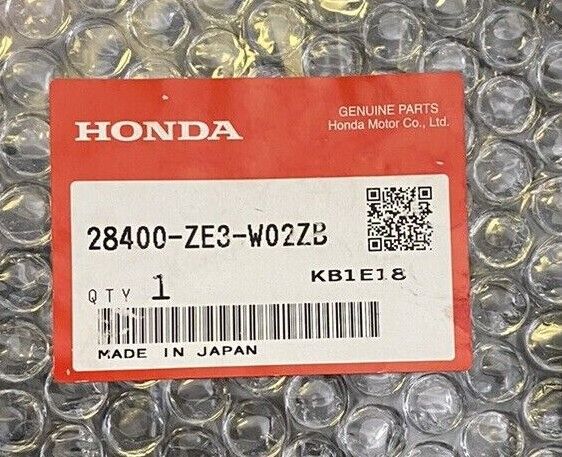 GENUINE PARTS
HONDA
Honda Motor Co., Ltd.
28400-ZE3-W02ZB
KB1E18
QTY 1
MADE IN JAPAN